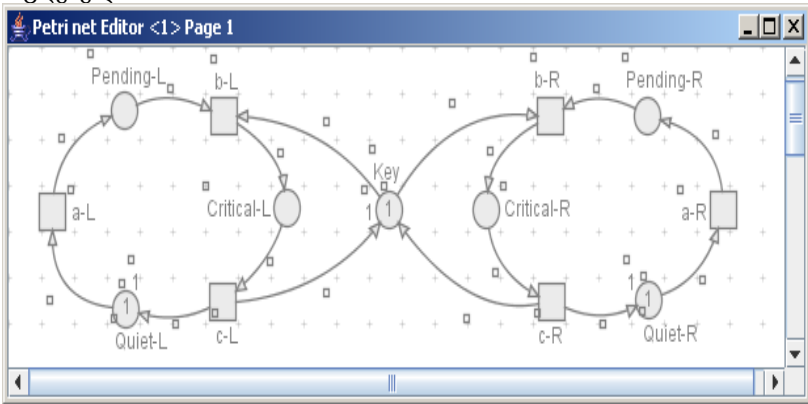 Petri net Editor <1> Page 1
Pending-L
b-L
b-R
Pending-R
Key
a-L
Critical-L
1
1
1
Critical-R
a-R
1
1
1
1
Quiet-L
c-L
c-R
Quiet-R